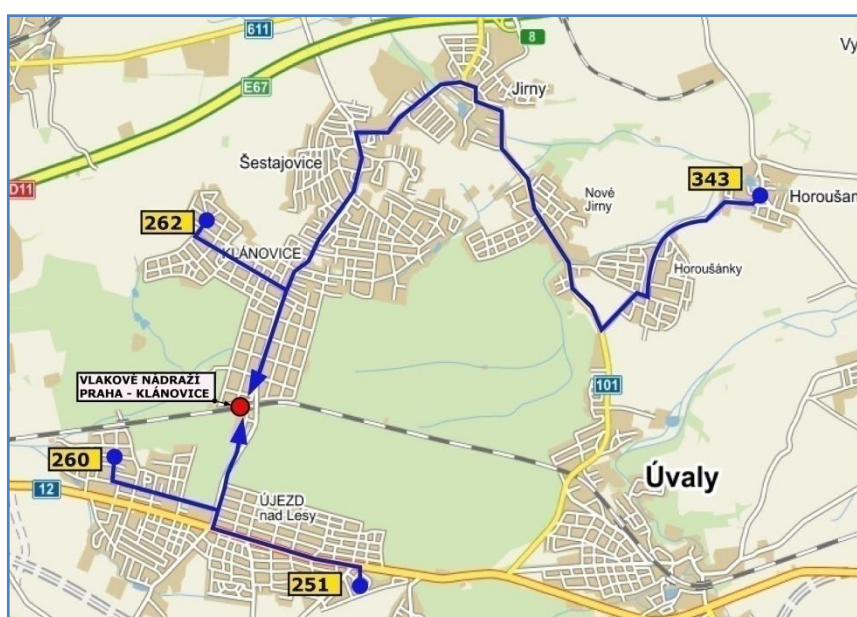 611
8
Vy
E67
Jirny
Šestajovice
D11
343
Nové
Jirny
Horoušan
262
KLÁNOVICE
Horoušánky
VLAKOVÉ NÁDRAŽÍ
PRAHA - KLÁNOVICE
101
260
Úvaly
12
ÚJEZD
nad Lesy
251